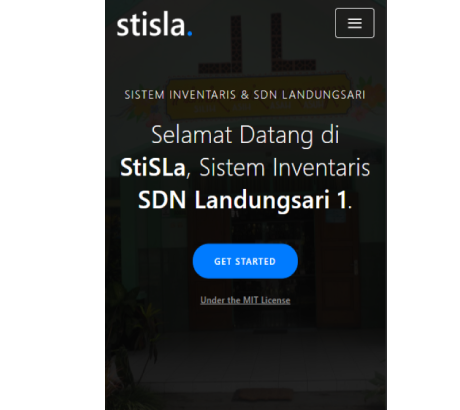 stisla.
SISTEM INVENTARIS & SDN LANDUNGSARI
Selamat Datang di
StiSLa, Sistem Inventaris
SDN Landungsari 1.
GET STARTED
Under the MIT License